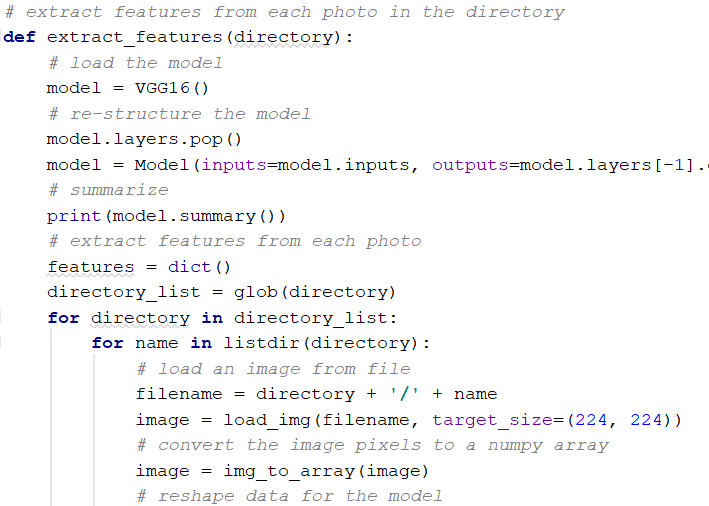 # extract features from each photo in the directory
def extract_features(directory):
    # load the model
    model = VGG16()
    # re-structure the model
    model.layers.pop()
    model = Model(inputs=model.inputs, outputs=model.layers[-1].
    # summarize
    print(model.summary())
    # extract features from each photo
    features = dict()
    directory_list = glob(directory)
    for directory in directory_list:
        for name in listdir(directory):
            # load an image from file
            filename = directory + '/' + name
            image = load_img(filename, target_size=(224, 224))
            # convert the image pixels to a numpy array
            image = img_to_array(image)
            # reshape data for the model